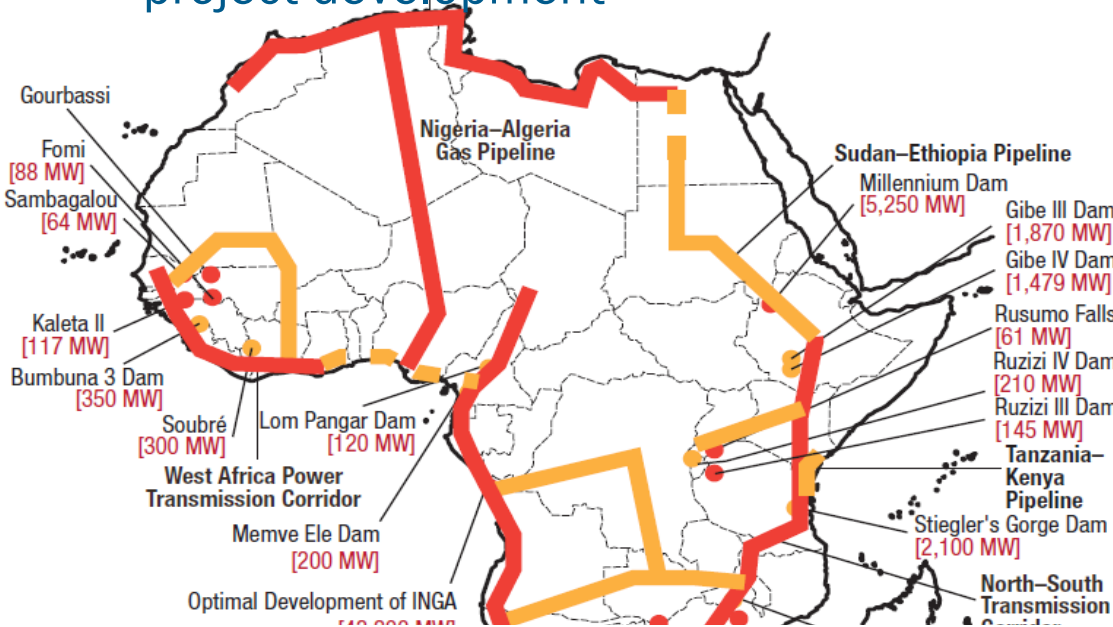 project development
Gourbassi
Fomi
[88 MW]
Sambagalou
[64 MW]
Kaleta II
[117 MW]
Bumbuna 3 Dam
[350 MW]
Soubré
[300 MW]
West Africa Power
Transmission Corridor
Lom Pangar Dam
[120 MW]
Memve Ele Dam
[200 MW]
Optimal Development of INGA
Nigeria–Algeria
Gas Pipeline
Sudan–Ethiopia Pipeline
Millennium Dam
[5,250 MW]
Gibe III Dam
[1,870 MW]
Gibe IV Dam
[1,479 MW]
Rusumo Falls
[61 MW]
Ruzizi IV Dam
[210 MW]
Ruzizi III Dam
[145 MW]
Tanzania–
Kenya
Pipeline
Stiegler's Gorge Dam
[2,100 MW]
North–South
Transmission
Corridor